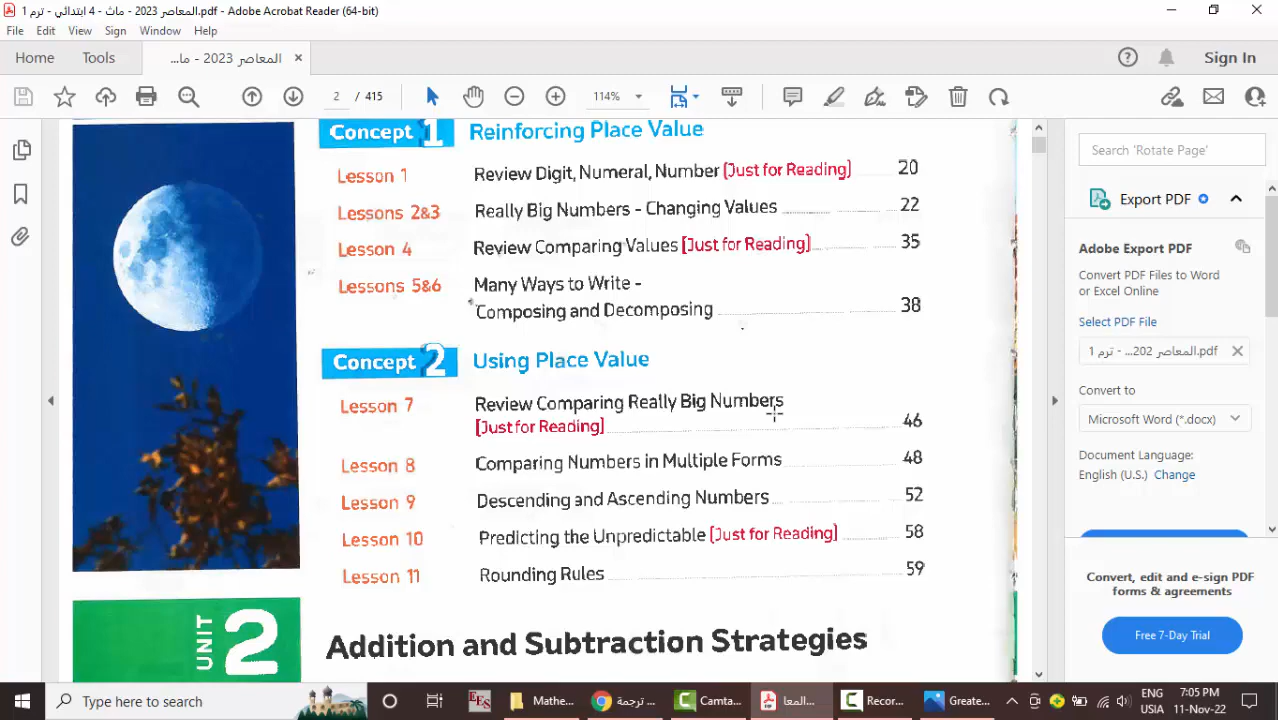 المعاصر 2023 - ماث - 4 ابتدائي - ترم 1.pdf - Adobe Acrobat Reader (64-bit)
File Edit View Sign Window Help
Home Tools المعاصر 2023 - ما...
Sign In
2 / 415 114%
Concept 1 Reinforcing Place Value
Lesson 1 Review Digit, Numeral, Number [Just for Reading] 20
Lessons 2&3 Really Big Numbers - Changing Values 22
Lesson 4 Review Comparing Values [Just for Reading] 35
Lessons 5&6 Many Ways to Write -
Composing and Decomposing 38
Concept 2 Using Place Value
Lesson 7 Review Comparing Really Big Numbers
[Just for Reading] 46
Lesson 8 Comparing Numbers in Multiple Forms 48
Lesson 9 Descending and Ascending Numbers 52
Lesson 10 Predicting the Unpredictable [Just for Reading] 58
Lesson 11 Rounding Rules 59
UNIT 2
Addition and Subtraction Strategies
Search 'Rotate Page'
Export PDF
Adobe Export PDF
Convert PDF Files to Word
or Excel Online
Select PDF File
المعاصر 202... ترم 1.pdf
Convert to
Microsoft Word (*.docx)
Document Language:
English (U.S.) Change
Convert, edit and e-sign PDF
forms & agreements
Free 7-Day Trial
Type here to search
Mathe...
ترجمة ...
Camta...
المعا...
Recor...
Greate...
ENG
USIA
7:05 PM
11-Nov-22